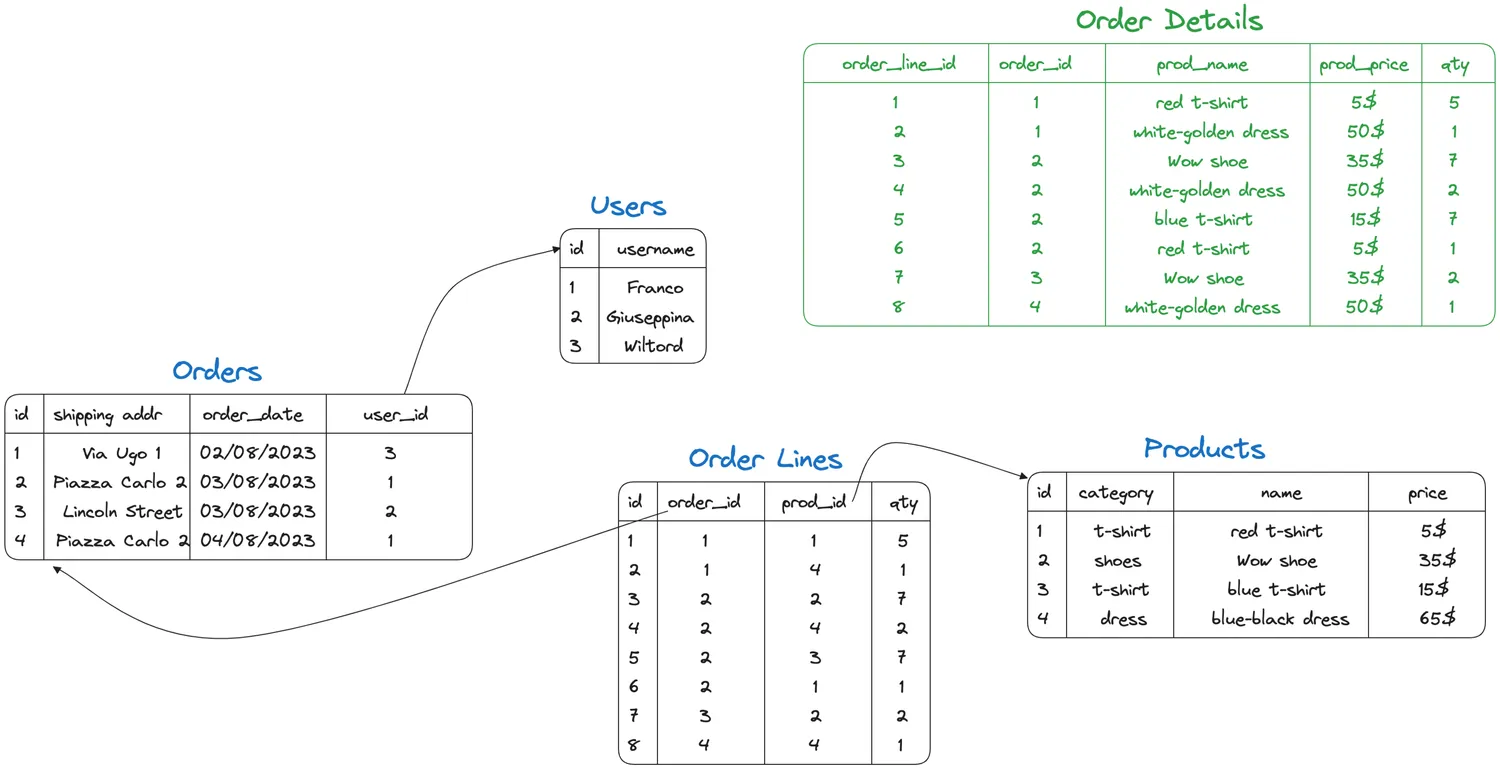 Order Details
order_line_id order_id prod_name prod_price qty
1 1 red t-shirt 5$ 5
2 1 white-golden dress 50$ 1
3 2 Wow shoe 35$ 7
4 2 white-golden dress 50$ 2
5 2 blue t-shirt 15$ 7
6 2 red t-shirt 5$ 1
7 3 Wow shoe 35$ 2
8 4 white-golden dress 50$ 1
Users
id username
1 Franco
2 Giuseppina
3 Wiltord
Orders
id shipping addr order_date user_id
1 Via Ugo 1 02/08/2023 3
2 Piazza Carlo 2 03/08/2023 1
3 Lincoln Street 03/08/2023 2
4 Piazza Carlo 2 04/08/2023 1
Order Lines
id order_id prod_id qty
1 1 1 5
2 1 4 1
3 2 2 7
4 2 4 2
5 2 3 7
6 2 1 1
7 3 2 2
8 4 4 1
Products
id category name price
1 t-shirt red t-shirt 5$
2 shoes Wow shoe 35$
3 t-shirt blue t-shirt 15$
4 dress blue-black dress 65$